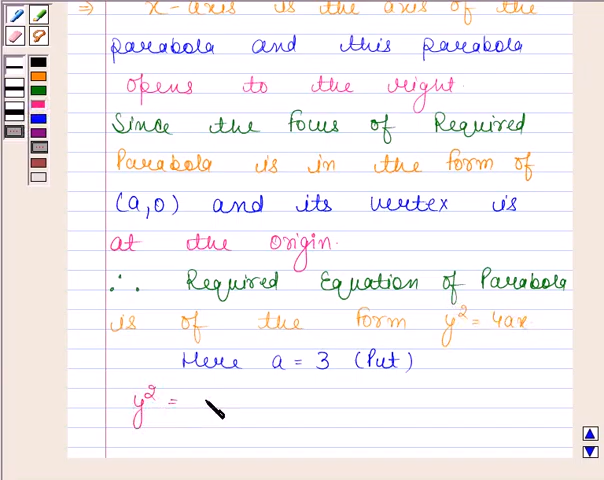 ⇒ x-axis is the axis of the
parabola and this parabola
opens to the right.
Since the focus of Required
Parabola is in the form of
(a,0) and its vertex is
at the origin.
∴ Required Equation of Parabola
is of the form y² = 4ax.
Here a = 3 (Put)
y² =